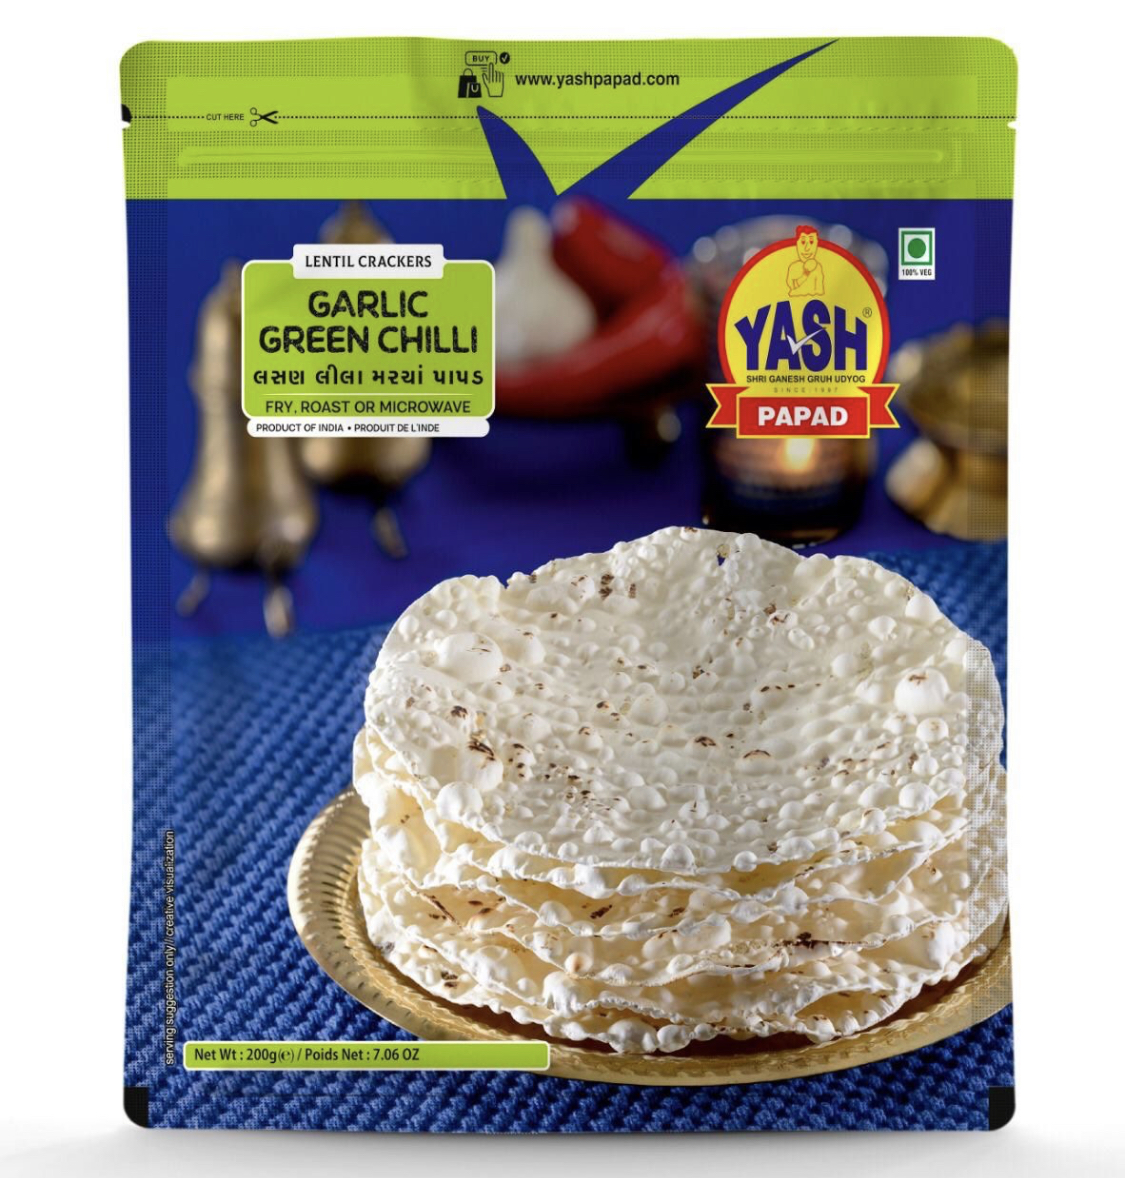 BUY
www.yashpapad.com
CUT HERE
LENTIL CRACKERS
GARLIC
GREEN CHILLI
લસણ લીલા મરચાં પાપડ
FRY, ROAST OR MICROWAVE
PRODUCT OF INDIA • PRODUIT DE L'INDE
YASH®
SHRI GANESH GRUH UDYOG
SINCE 1997
PAPAD
100% VEG
serving suggestion only / creative visualization
Net Wt : 200g(e) / Poids Net : 7.06 OZ